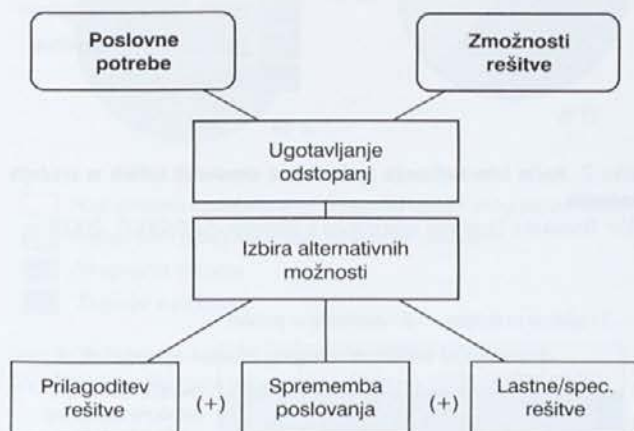 Poslovne
potrebe
Zmožnosti
rešitve
Ugotavljanje
odstopanj
Izbira alternativnih
možnosti
Prilagoditev
rešitve
(+)
Sprememba
poslovanja
(+)
Lastne/spec.
rešitve